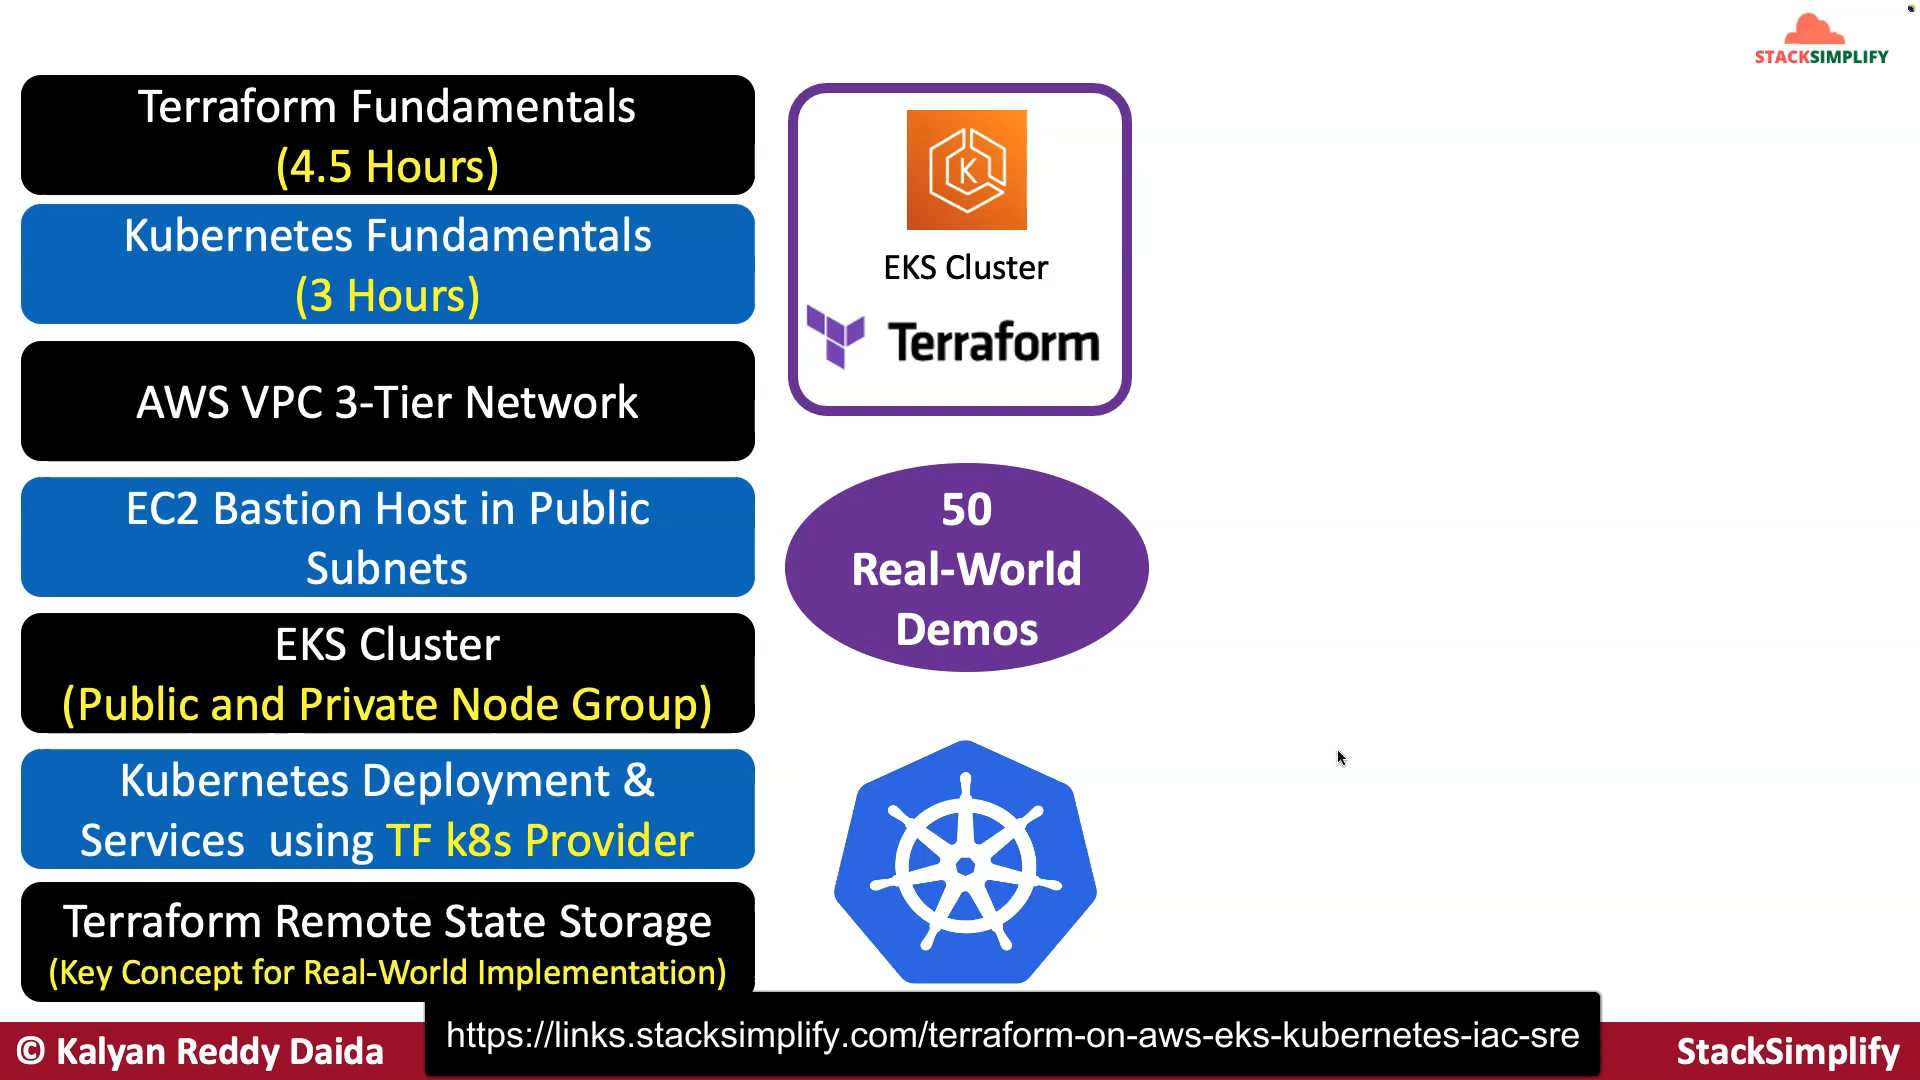 STACKSIMPLIFY
Terraform Fundamentals
(4.5 Hours)
Kubernetes Fundamentals
(3 Hours)
AWS VPC 3-Tier Network
EC2 Bastion Host in Public
Subnets
EKS Cluster
(Public and Private Node Group)
Kubernetes Deployment &
Services using TF k8s Provider
Terraform Remote State Storage
(Key Concept for Real-World Implementation)
K
EKS Cluster
Terraform
50
Real-World
Demos
© Kalyan Reddy Daida
https://links.stacksimplify.com/terraform-on-aws-eks-kubernetes-iac-sre
StackSimplify